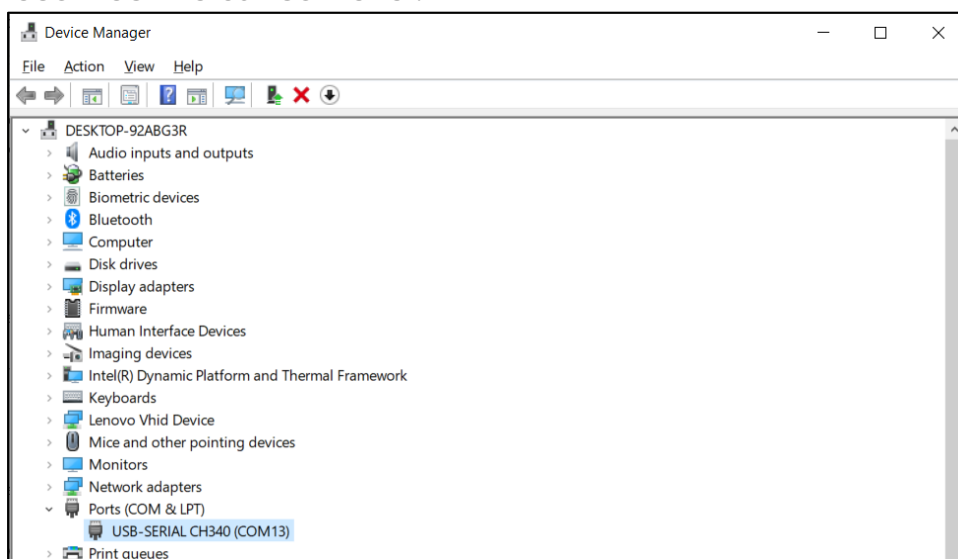 Device Manager
File Action View Help
DESKTOP-92ABG3R
Audio inputs and outputs
Batteries
Biometric devices
Bluetooth
Computer
Disk drives
Display adapters
Firmware
Human Interface Devices
Imaging devices
Intel(R) Dynamic Platform and Thermal Framework
Keyboards
Lenovo Vhid Device
Mice and other pointing devices
Monitors
Network adapters
Ports (COM & LPT)
USB-SERIAL CH340 (COM13)
Print queues